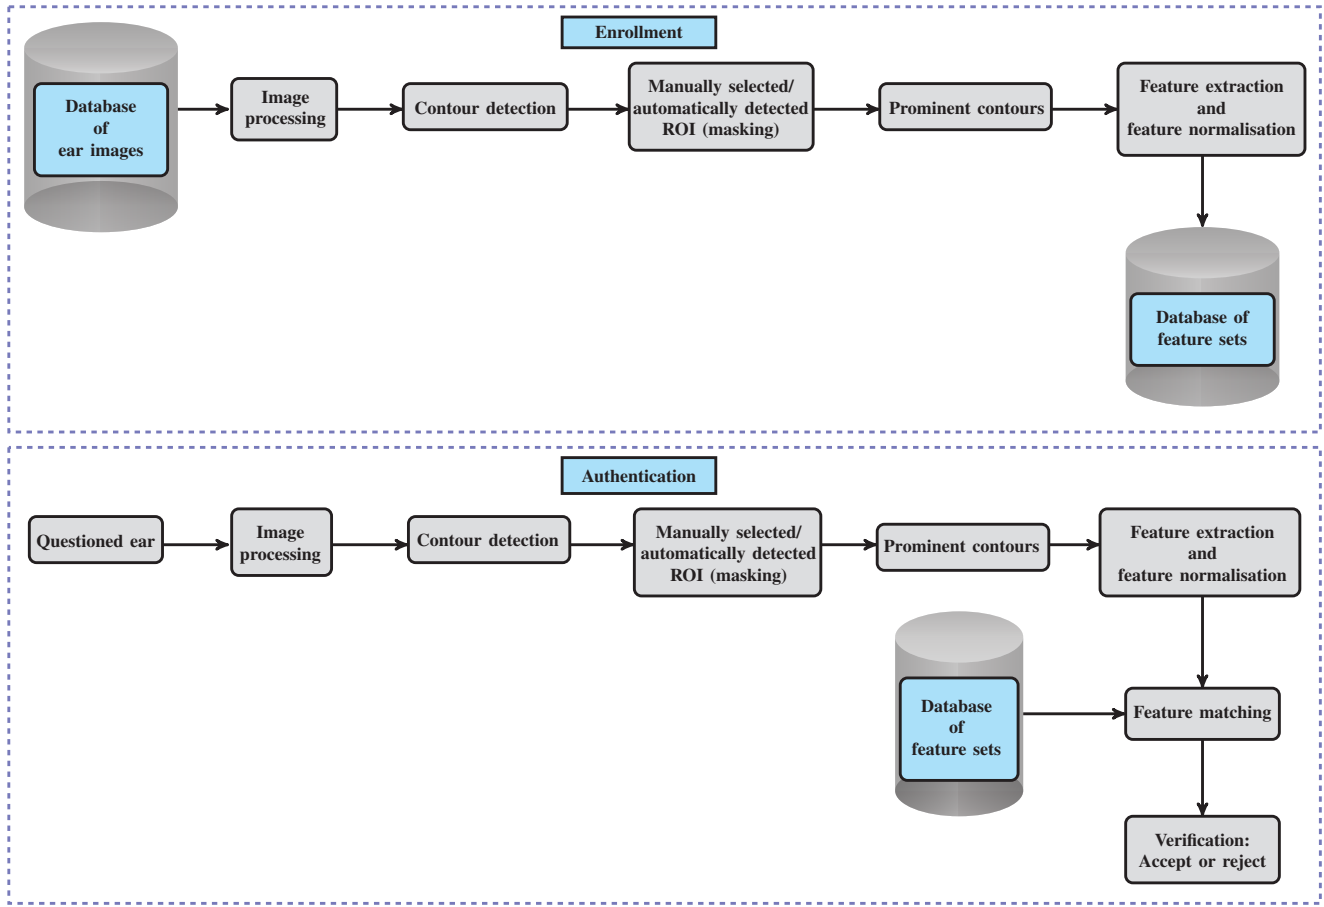 Enrollment
Database
of
ear images
Image
processing
Contour detection
Manually selected/
automatically detected
ROI (masking)
Prominent contours
Feature extraction
and
feature normalisation
Database of
feature sets
Authentication
Questioned ear
Image
processing
Contour detection
Manually selected/
automatically detected
ROI (masking)
Prominent contours
Feature extraction
and
feature normalisation
Database
of
feature sets
Feature matching
Verification:
Accept or reject